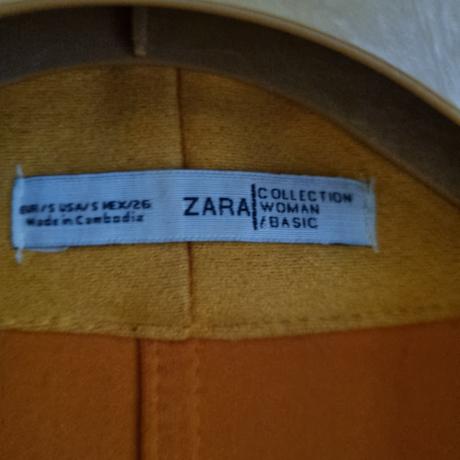 EUR/S USA/S MEX/26
Made in Cambodia
ZARA
COLLECTION
WOMAN
/BASIC